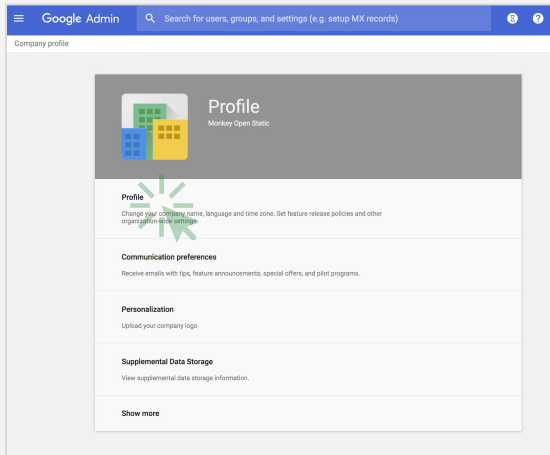 Google Admin
Search for users, groups, and settings (e.g. setup MX records)
8
?
Company profile
Profile
Monkey Open Static
Profile
Change your company name, language and time zone. Set feature release policies and other
organization-wide settings.
Communication preferences
Receive emails with tips, feature announcements, special offers, and pilot programs.
Personalization
Upload your company logo
Supplemental Data Storage
View supplemental data storage information.
Show more